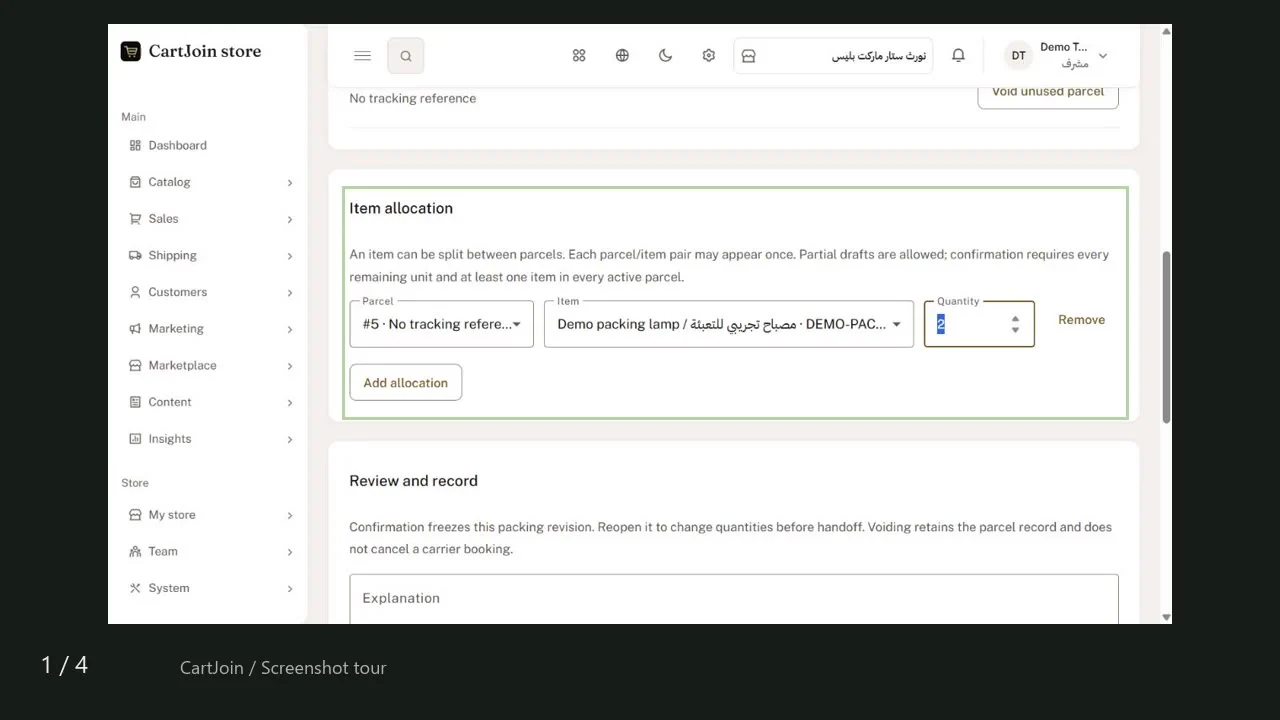 CartJoin store
نورث ستار ماركت بليس
DT
Demo T...
مشرف
Main
Dashboard
Catalog
Sales
Shipping
Customers
Marketing
Marketplace
Content
Insights
Store
My store
Team
System
No tracking reference
Void unused parcel
Item allocation
An item can be split between parcels. Each parcel/item pair may appear once. Partial drafts are allowed; confirmation requires every
remaining unit and at least one item in every active parcel.
Parcel
#5 · No tracking refere...
Item
Demo packing lamp / مصباح تجريبي للتعبئة · DEMO-PAC...
Quantity
2
Remove
Add allocation
Review and record
Confirmation freezes this packing revision. Reopen it to change quantities before handoff. Voiding retains the parcel record and does
not cancel a carrier booking.
Explanation
1 / 4
CartJoin / Screenshot tour